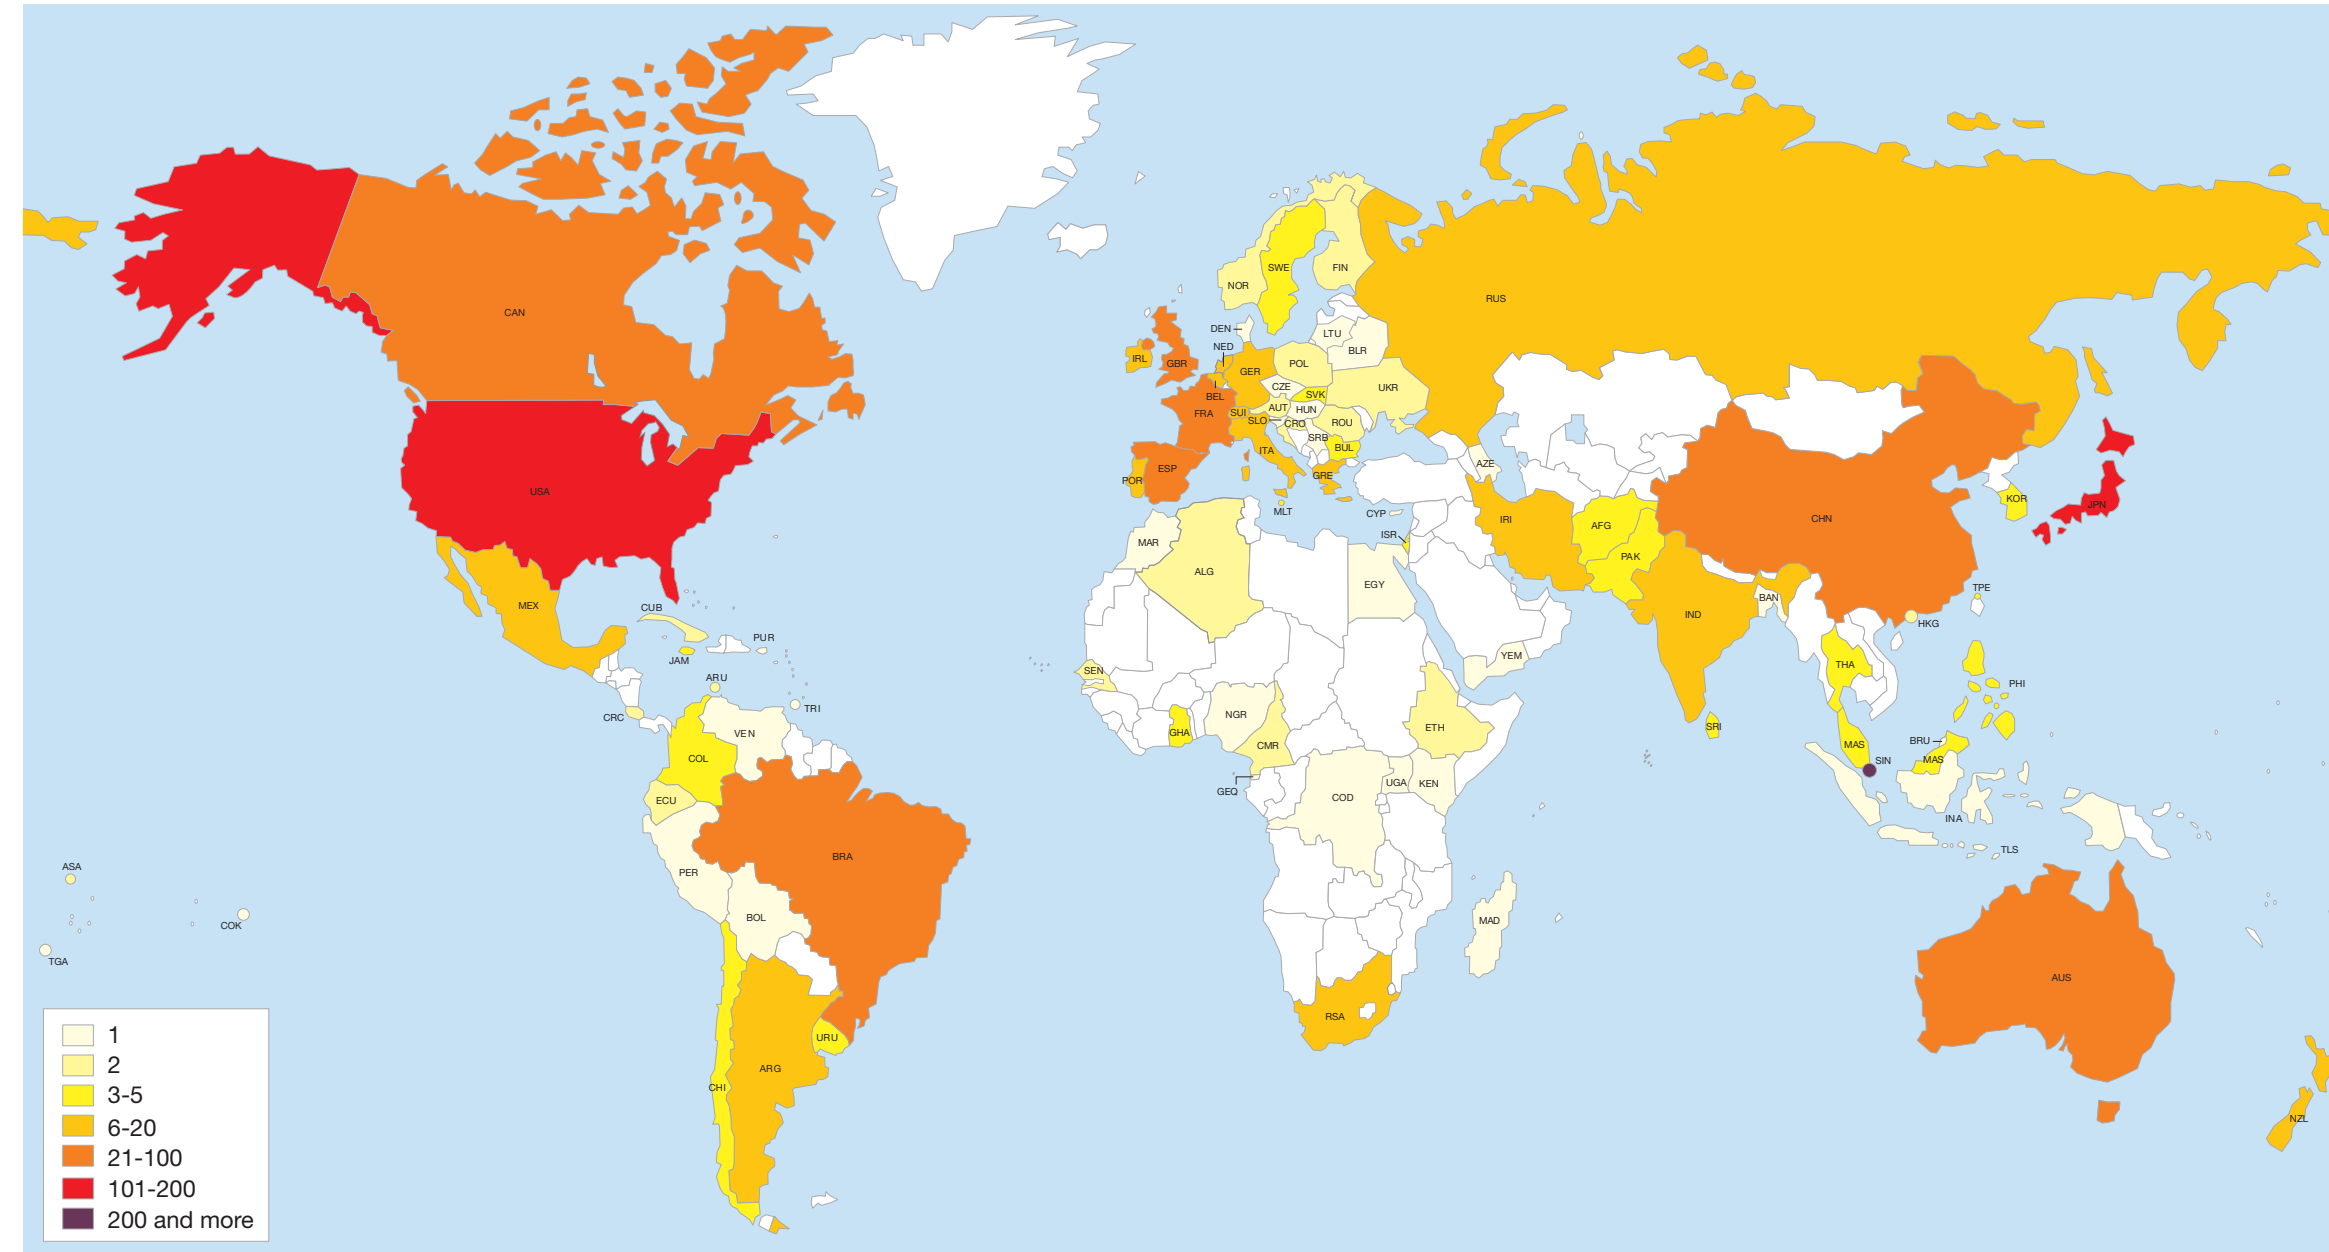 CAN
USA
MEX
CUB
JAM
PUR
ARU
TRI
CRC
VEN
COL
ECU
PER
BRA
BOL
CHI
ARG
URU
ASA
COK
TGA
NOR
SWE
FIN
RUS
DEN
NED
IRL
GBR
LTU
BLR
POL
GER
BEL
CZE
SVK
UKR
FRA
SUI
AUT
HUN
SLO
CRO
ROU
SRB
BUL
ITA
ESP
POR
GRE
MLT
CYP
ISR
AZE
IRI
AFG
PAK
IND
BAN
SRI
CHN
KOR
JPN
TPE
HKG
THA
PHI
MAS
BRU
MAS
SIN
INA
TLS
MAR
ALG
EGY
YEM
SEN
GHA
NGR
CMR
ETH
GEQ
COD
UGA
KEN
MAD
RSA
AUS
NZL
1
2
3-5
6-20
21-100
101-200
200 and more